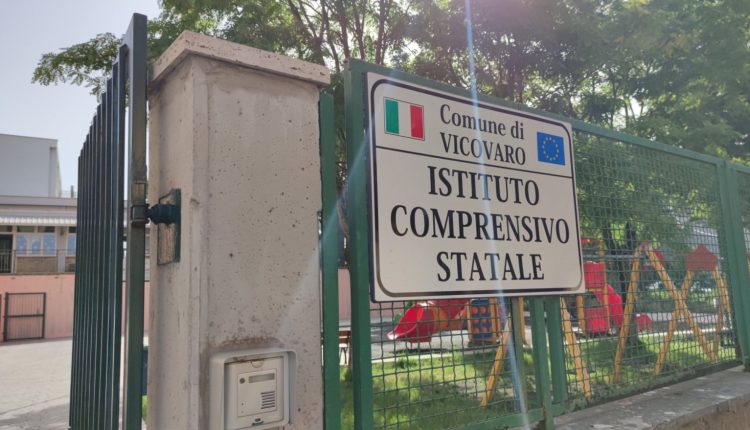 Comune di
VICOVARO
ISTITUTO
COMPRENSIVO
STATALE